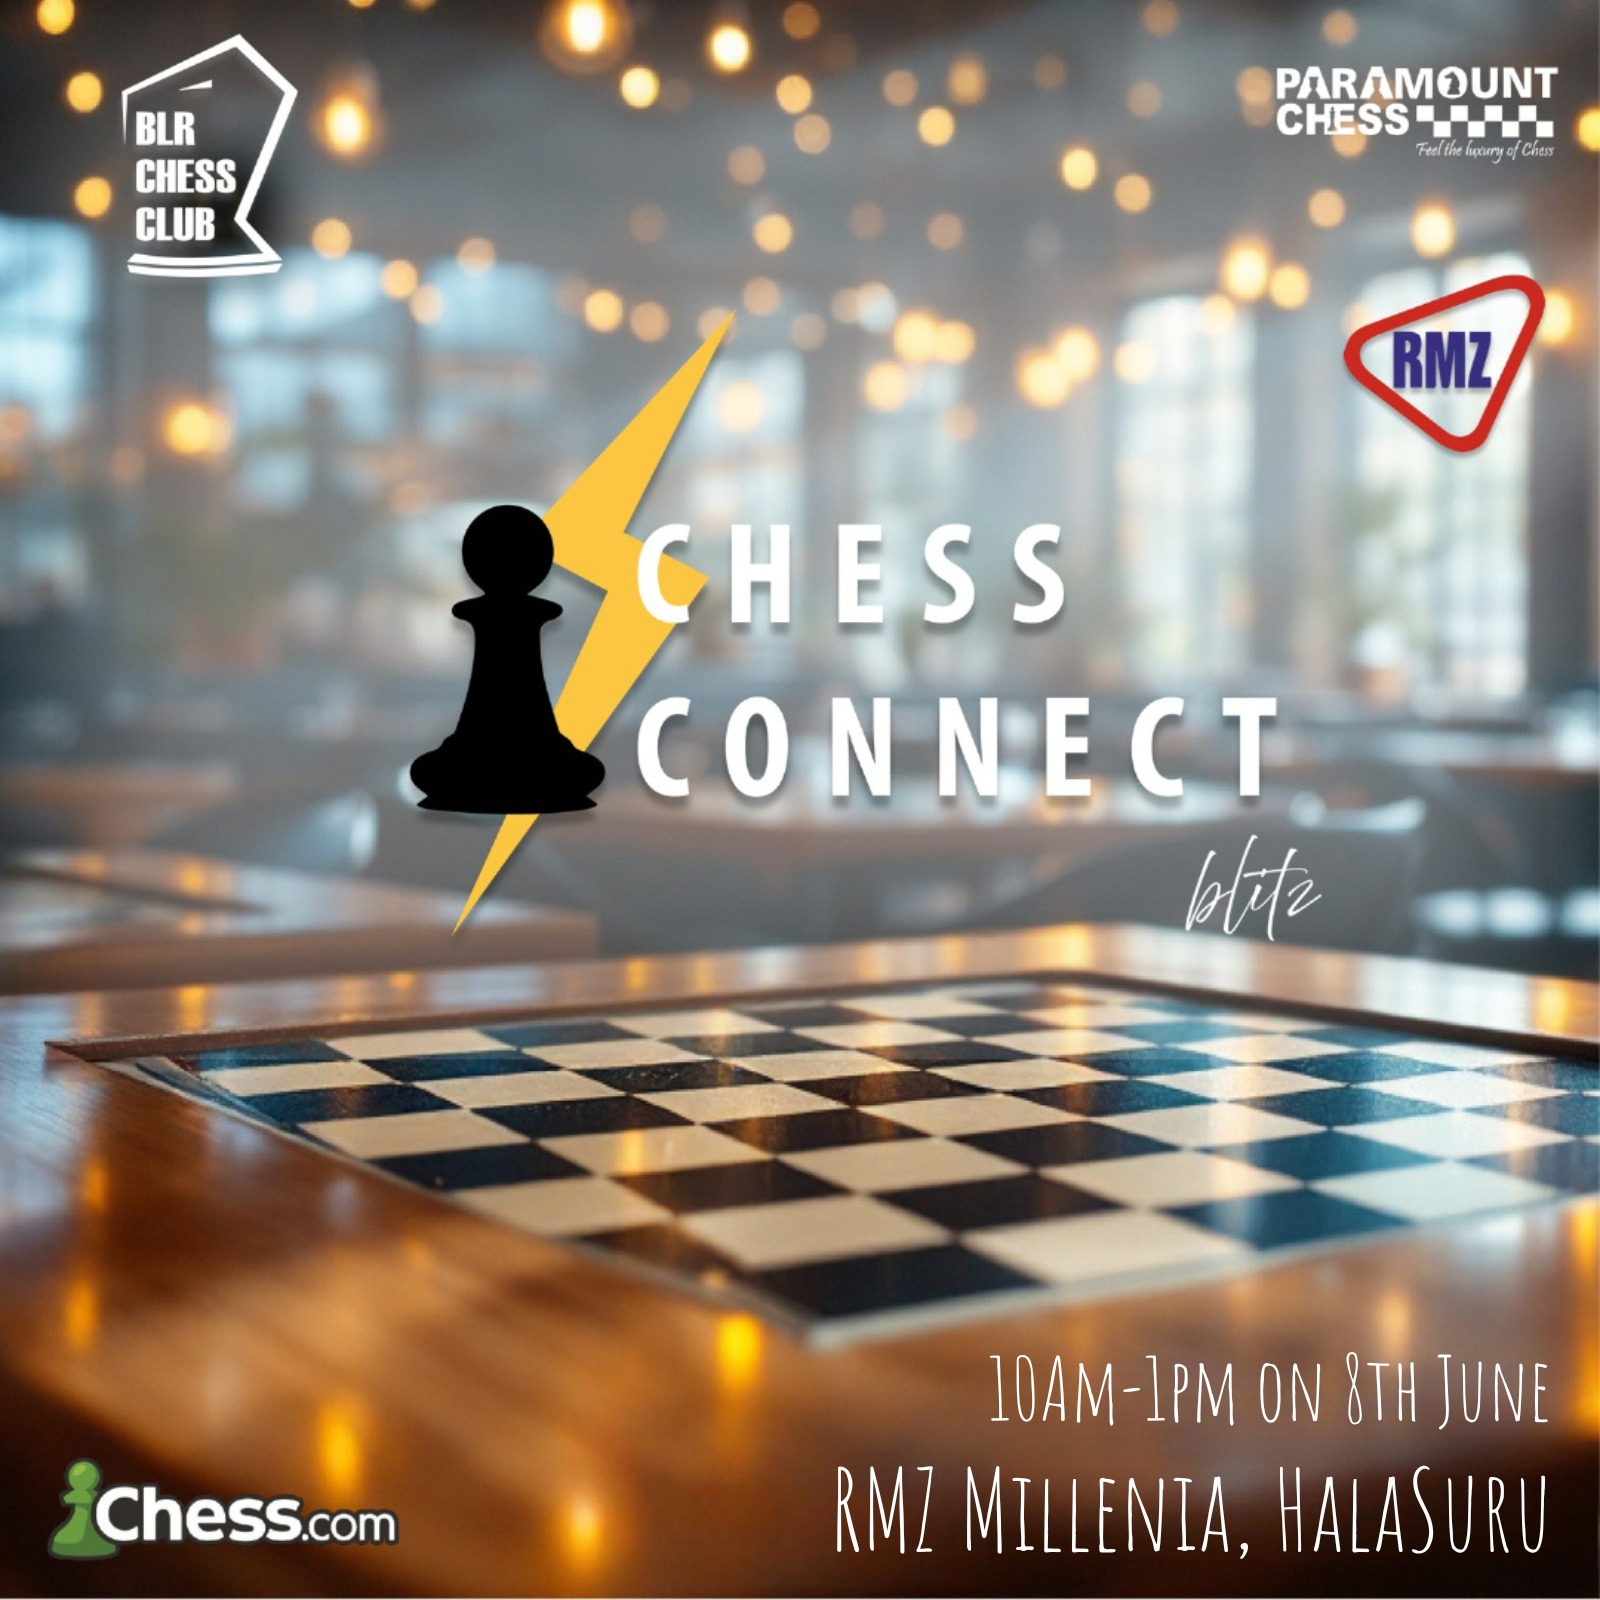 BLR
CHESS
CLUB
PARAMOUNT
CHESS
Feel the luxury of Chess
RMZ
CHESS
CONNECT
blitz
10AM-1PM ON 8TH JUNE
RMZ MILLENIA, HALASURU
Chess.com